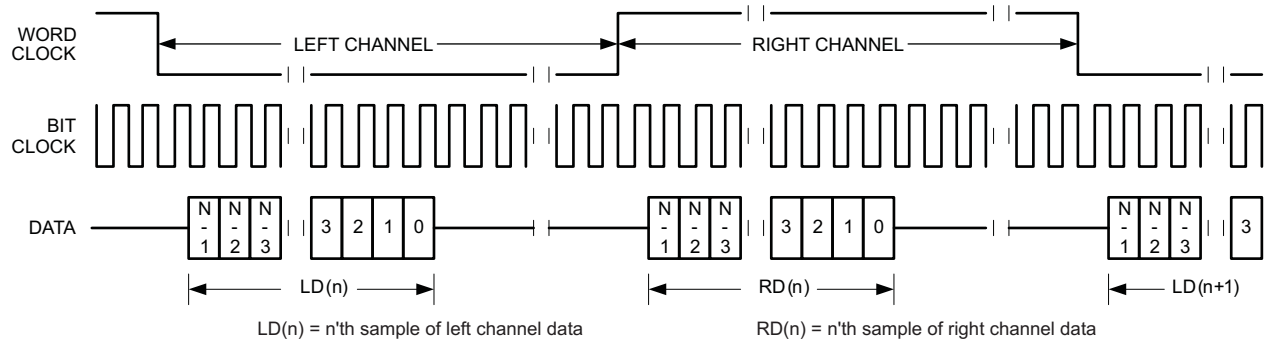 WORD
CLOCK
LEFT CHANNEL
RIGHT CHANNEL
BIT
CLOCK
DATA
N
-
1
N
-
2
N
-
3
3 2 1 0
N
-
1
N
-
2
N
-
3
3 2 1 0
N
-
1
N
-
2
N
-
3
3
LD(n)
RD(n)
LD(n+1)
LD(n) = n'th sample of left channel data
RD(n) = n'th sample of right channel data